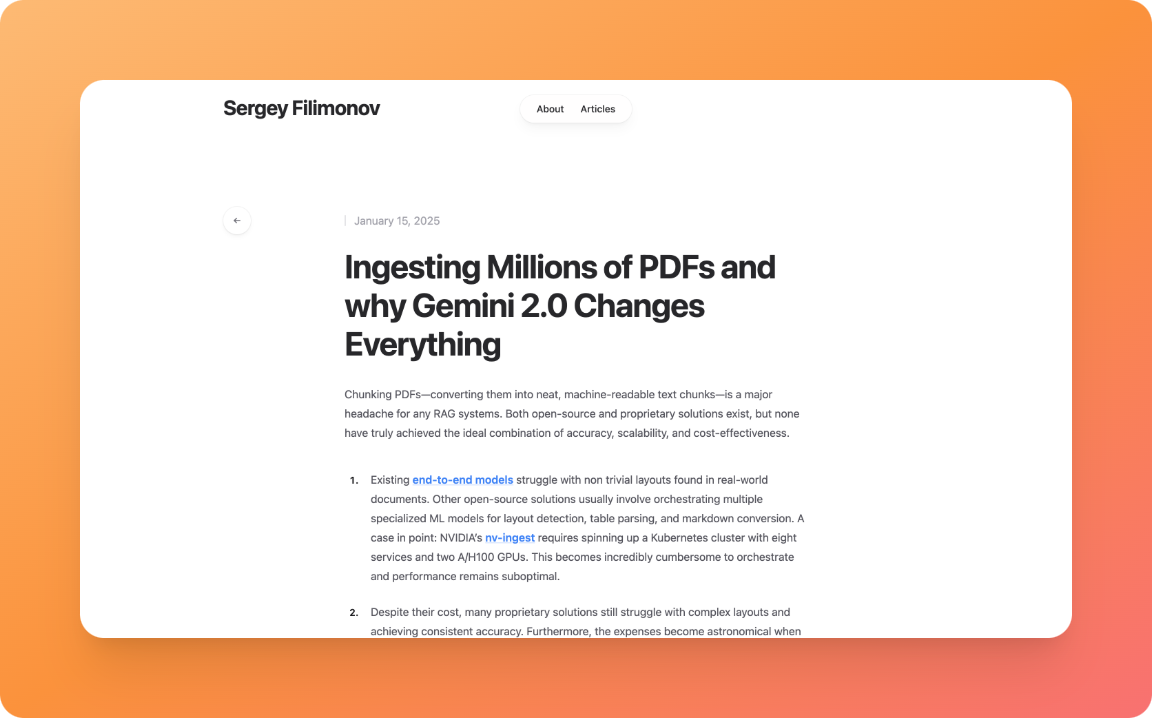 Sergey Filimonov
About Articles
January 15, 2025
Ingesting Millions of PDFs and
why Gemini 2.0 Changes
Everything
Chunking PDFs—converting them into neat, machine-readable text chunks—is a major
headache for any RAG systems. Both open-source and proprietary solutions exist, but none
have truly achieved the ideal combination of accuracy, scalability, and cost-effectiveness.
1. Existing end-to-end models struggle with non trivial layouts found in real-world
documents. Other open-source solutions usually involve orchestrating multiple
specialized ML models for layout detection, table parsing, and markdown conversion. A
case in point: NVIDIA's nv-ingest requires spinning up a Kubernetes cluster with eight
services and two A/H100 GPUs. This becomes incredibly cumbersome to orchestrate
and performance remains suboptimal.
2. Despite their cost, many proprietary solutions still struggle with complex layouts and
achieving consistent accuracy. Furthermore, the expenses become astronomical when